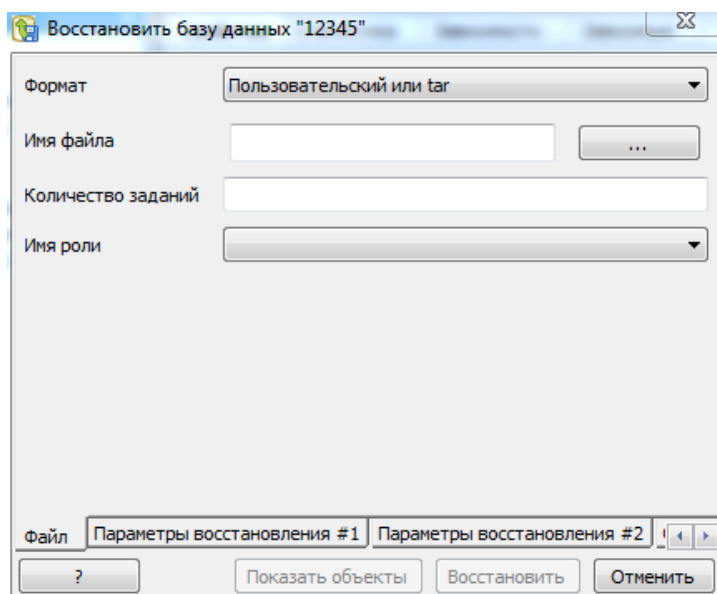 Восстановить базу данных "12345"
Формат Пользовательский или tar
Имя файла ...
Количество заданий
Имя роли
Файл Параметры восстановления #1 Параметры восстановления #2
? Показать объекты Восстановить Отменить